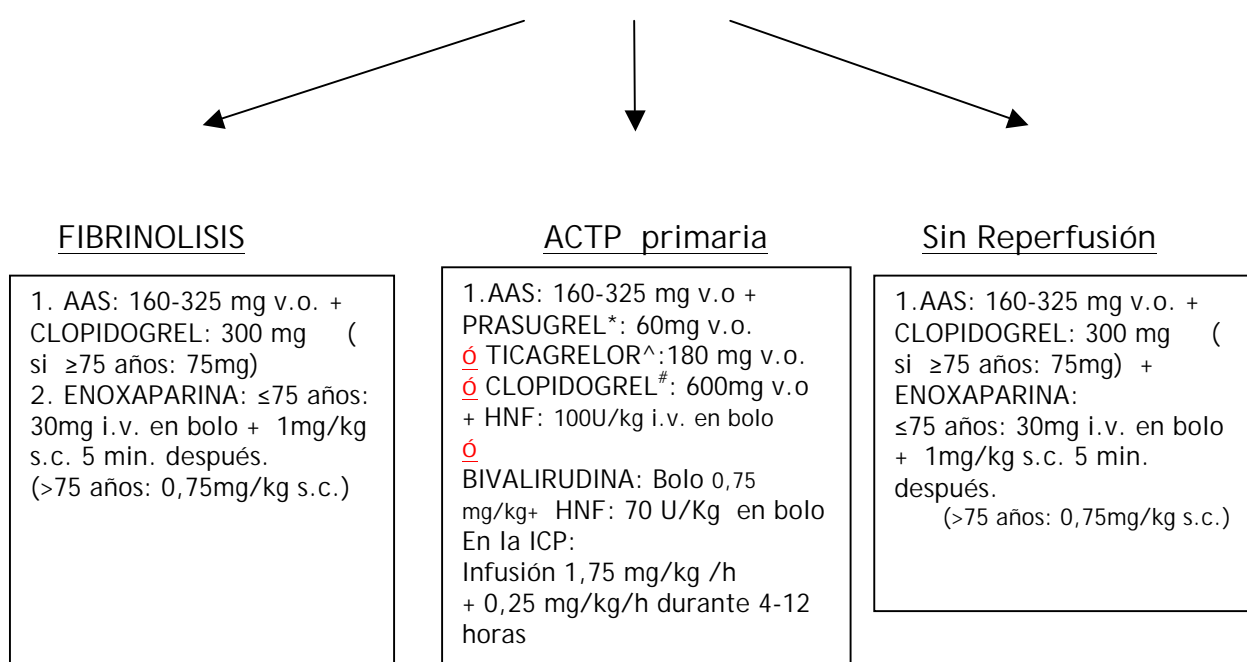 FIBRINOLISIS
1. AAS: 160-325 mg v.o. +
CLOPIDOGREL: 300 mg (
si ≥75 años: 75mg)
2. ENOXAPARINA: ≤75 años:
30mg i.v. en bolo + 1mg/kg
s.c. 5 min. después.
(>75 años: 0,75mg/kg s.c.)
ACTP primaria
1.AAS: 160-325 mg v.o +
PRASUGREL*: 60mg v.o.
ó TICAGRELOR^:180 mg v.o.
ó CLOPIDOGREL#: 600mg v.o
+ HNF: 100U/kg i.v. en bolo
ó
BIVALIRUDINA: Bolo 0,75
mg/kg+ HNF: 70 U/Kg en bolo
En la ICP:
Infusión 1,75 mg/kg /h
+ 0,25 mg/kg/h durante 4-12
horas
Sin Reperfusión
1.AAS: 160-325 mg v.o. +
CLOPIDOGREL: 300 mg (
si ≥75 años: 75mg) +
ENOXAPARINA:
≤75 años: 30mg i.v. en bolo
+ 1mg/kg s.c. 5 min.
después.
(>75 años: 0,75mg/kg s.c.)